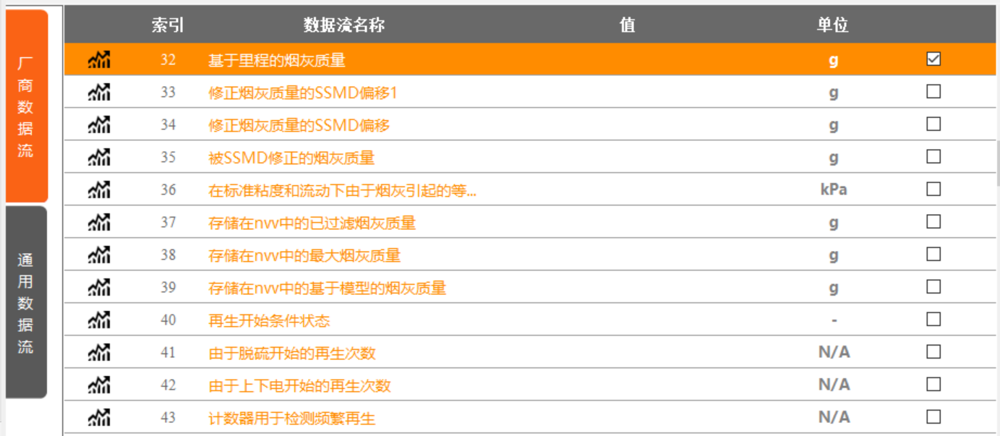 索引 数据流名称 值 单位
32 基于里程的烟灰质量 g
33 修正烟灰质量的SSMD偏移1 g
34 修正烟灰质量的SSMD偏移 g
35 被SSMD修正的烟灰质量 g
36 在标准粘度和流动下由于烟灰引起的等... kPa
37 存储在nvv中的已过滤烟灰质量 g
38 存储在nvv中的最大烟灰质量 g
39 存储在nvv中的基于模型的烟灰质量 g
40 再生开始条件状态 -
41 由于脱硫开始的再生次数 N/A
42 由于上下电开始的再生次数 N/A
43 计数器用于检测频繁再生 N/A
厂商数据流
通用数据流